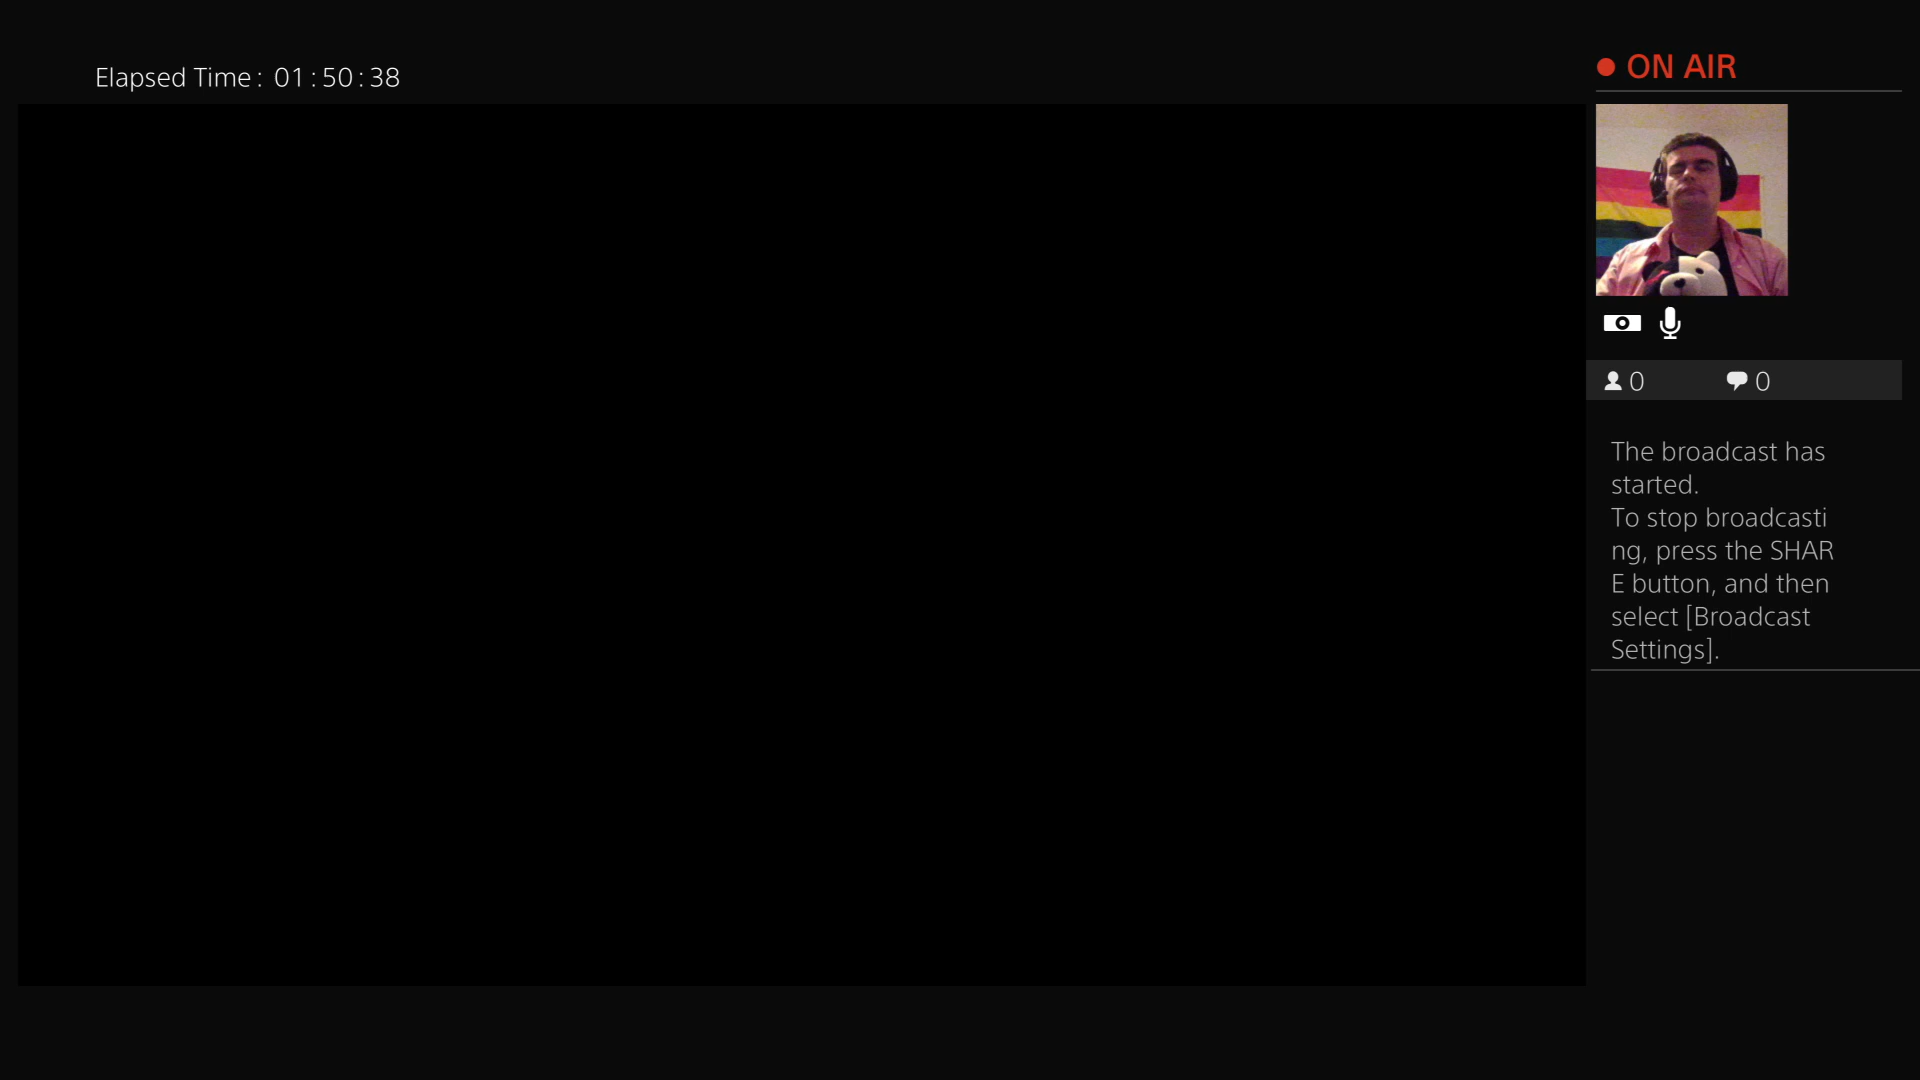 Elapsed Time: 01:50:38
ON AIR
0 0
The broadcast has
started.
To stop broadcasti
ng, press the SHAR
E button, and then
select [Broadcast
Settings].